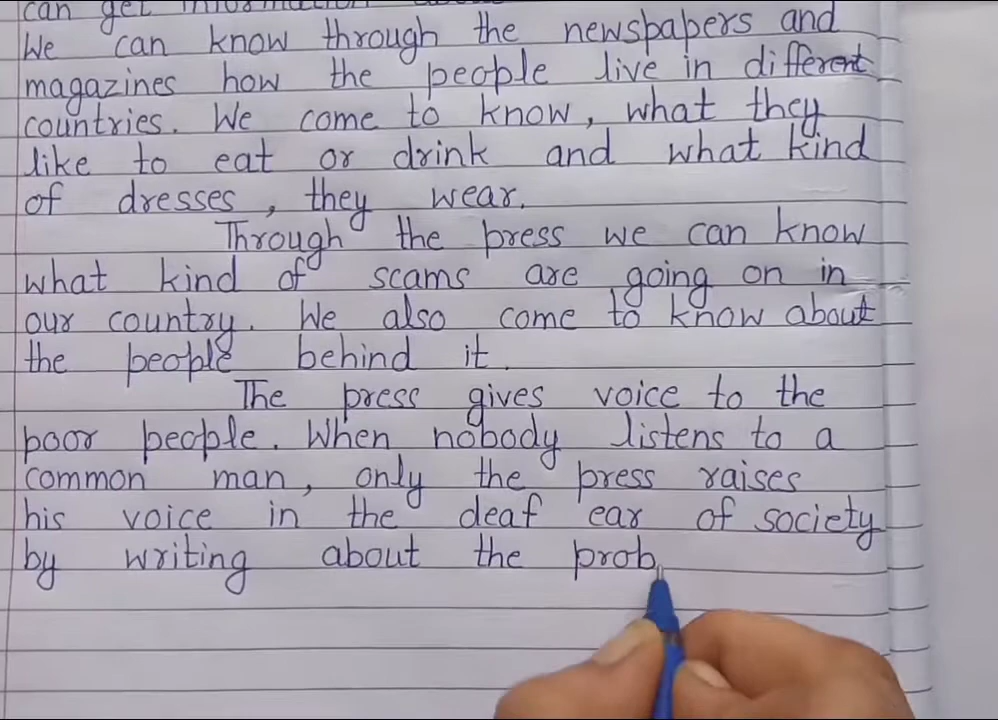 can get information about
We can know through the newspapers and
magazines how the people live in different
countries. We come to know, what they
like to eat or drink and what kind
of dresses, they wear.
Through the press we can know
what kind of scams are going on in
our country. We also come to know about
the people behind it.
The press gives voice to the
poor people. When nobody listens to a
common man, only the press raises
his voice in the deaf ear of society
by writing about the prob